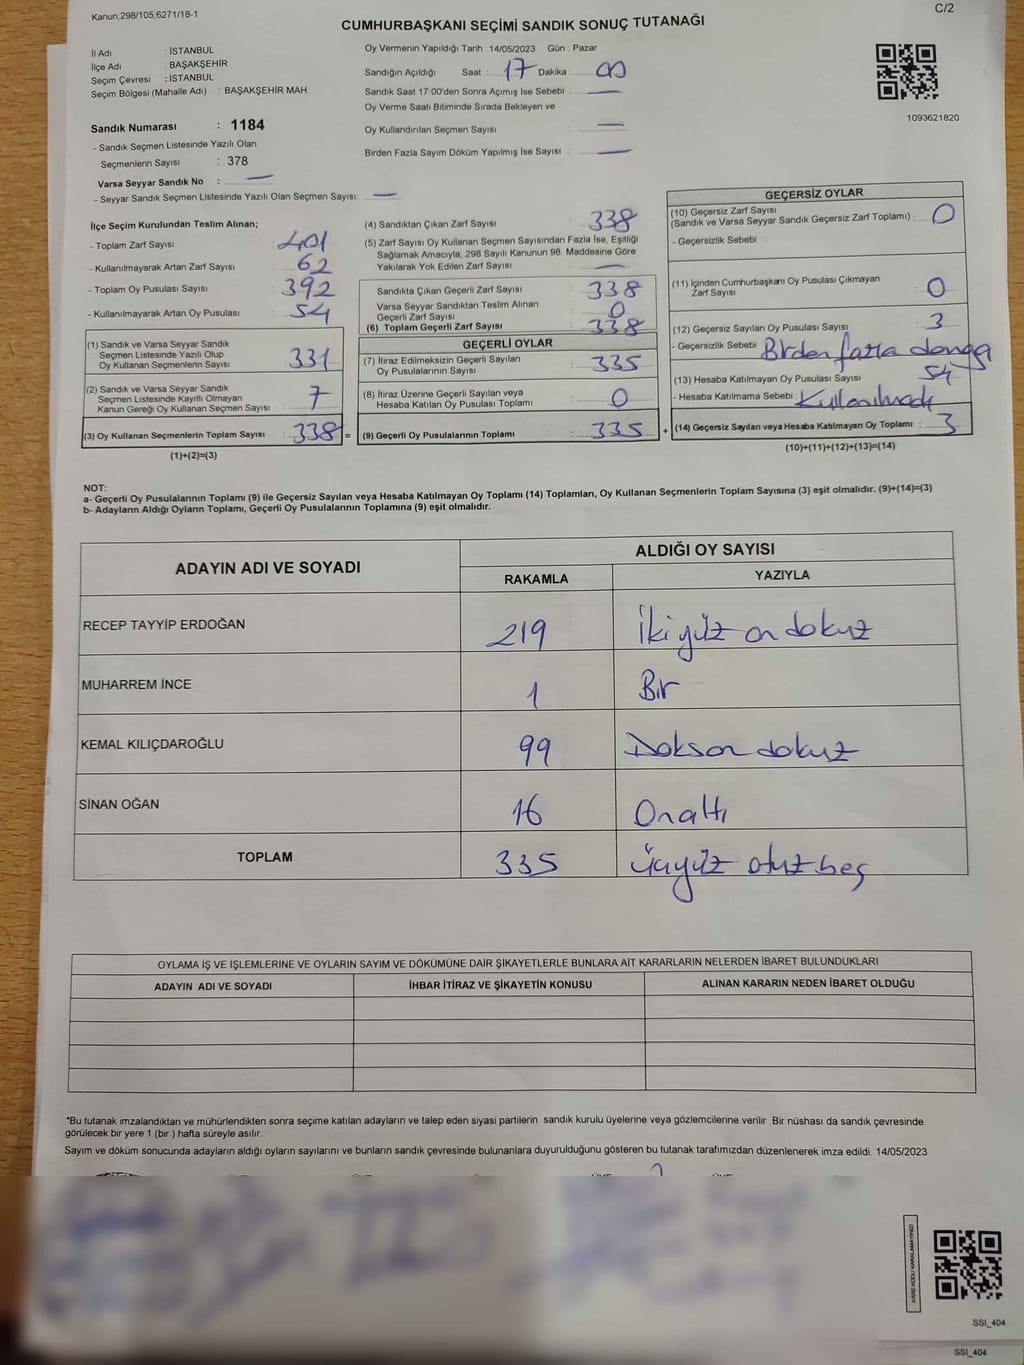 Kanun;298/105,6271/18-1
C/2
CUMHURBAŞKANI SEÇİMİ SANDIK SONUÇ TUTANAĞI
İl Adı : İSTANBUL
İlçe Adı : BAŞAKŞEHİR
Seçim Çevresi : İSTANBUL
Seçim Bölgesi (Mahalle Adı) : BAŞAKŞEHİR MAH.
Sandık Numarası : 1184
- Sandık Seçmen Listesinde Yazılı Olan
Seçmenlerin Sayısı : 378
Varsa Seyyar Sandık No : —
- Seyyar Sandık Seçmen Listesinde Yazılı Olan Seçmen Sayısı: —
Oy Vermenin Yapıldığı Tarih : 14/05/2023 Gün : Pazar
Sandığın Açıldığı Saat : 17 Dakika : 00
Sandık Saat 17.00'den Sonra Açımış İse Sebebi : —
Oy Verme Saati Bitiminde Sırada Bekleyen ve
Oy Kullandırılan Seçmen Sayısı : —
Birden Fazla Sayım Döküm Yapılmış İse Sayısı : —
1093621820
İlçe Seçim Kurulundan Teslim Alınan;
- Toplam Zarf Sayısı : 401
- Kullanılmayarak Artan Zarf Sayısı : 62
- Toplam Oy Pusulası Sayısı : 392
- Kullanılmayarak Artan Oy Pusulası : 54
(1) Sandık ve Varsa Seyyar Sandık
Seçmen Listesinde Yazılı Olup
Oy Kullanan Seçmenlerin Sayısı : 331
(2) Sandık ve Varsa Seyyar Sandık
Seçmen Listesinde Kayıtlı Olmayan
Kanun Gereği Oy Kullanan Seçmen Sayısı : 7
(3) Oy Kullanan Seçmenlerin Toplam Sayısı : 338 =
(1)+(2)=(3)
(4) Sandıktan Çıkan Zarf Sayısı : 338
(5) Zarf Sayısı Oy Kullanan Seçmen Sayısından Fazla İse, Eşitliği
Sağlamak Amacıyla, 298 Sayılı Kanunun 98. Maddesine Göre
Yakılarak Yok Edilen Zarf Sayısı : —
Sandıkta Çıkan Geçerli Zarf Sayısı : 338
Varsa Seyyar Sandıktan Teslim Alınan
Geçerli Zarf Sayısı : 0
(6) Toplam Geçerli Zarf Sayısı : 338
GEÇERLİ OYLAR
(7) İtiraz Edilmeksizin Geçerli Sayılan
Oy Pusulalarının Sayısı : 335
(8) İtiraz Üzerine Geçerli Sayılan veya
Hesaba Katılan Oy Pusulaları Toplamı : 0
(9) Geçerli Oy Pusulalarının Toplamı : 335 +
GEÇERSİZ OYLAR
(10) Geçersiz Zarf Sayısı
(Sandık ve Varsa Seyyar Sandık Geçersiz Zarf Toplamı) : 0
- Geçersizlik Sebebi :
(11) İçinden Cumhurbaşkanı Oy Pusulası Çıkmayan
Zarf Sayısı : 0
(12) Geçersiz Sayılan Oy Pusulası Sayısı : 3
- Geçersizlik Sebebi : Birden fazla damga
(13) Hesaba Katılmayan Oy Pusulası Sayısı : 54
- Hesaba Katılmama Sebebi : Kullanılmadı
(14) Geçersiz Sayılan veya Hesaba Katılmayan Oy Toplamı : 3
(10)+(11)+(12)+(13)=(14)
NOT:
a- Geçerli Oy Pusulalarının Toplamı (9) ile Geçersiz Sayılan veya Hesaba Katılmayan Oy Toplamı (14) Toplamları, Oy Kullanan Seçmenlerin Toplam Sayısına (3) eşit olmalıdır. (9)+(14)=(3)
b- Adayların Aldığı Oyların Toplamı, Geçerli Oy Pusulalarının Toplamına (9) eşit olmalıdır.
ADAYIN ADI VE SOYADI
ALDIĞI OY SAYISI
RAKAMLA YAZIYLA
RECEP TAYYİP ERDOĞAN 219 İki yüz on dokuz
MUHARREM İNCE 1 Bir
KEMAL KILIÇDAROĞLU 99 Doksan dokuz
SİNAN OĞAN 16 On altı
TOPLAM 335 Üçyüz otuz beş
OYLAMA İŞ VE İŞLEMLERİNE VE OYLARIN SAYIM VE DÖKÜMÜNE DAİR ŞİKAYETLERLE BUNLARA AİT KARARLARIN NELERDEN İBARET BULUNDUKLARI
ADAYIN ADI VE SOYADI İHBAR İTİRAZ VE ŞİKAYETİN KONUSU ALINAN KARARIN NEDEN İBARET OLDUĞU
*Bu tutanak imzalandıktan ve mühürlendikten sonra seçime katılan adayların ve talep eden siyasi partilerin sandık kurulu üyelerine veya gözlemcilerine verilir. Bir nüshası da sandık çevresinde
görülecek bir yere 1 (bir ) hafta süreyle asılır.
Sayım ve döküm sonucunda adayların aldığı oyların sayılarını ve bunların sandık çevresinde bulunanlara duyurulduğunu gösteren bu tutanak tarafımızdan düzenlenerek imza edildi. 14/05/2023
SSI_404
SSI_404